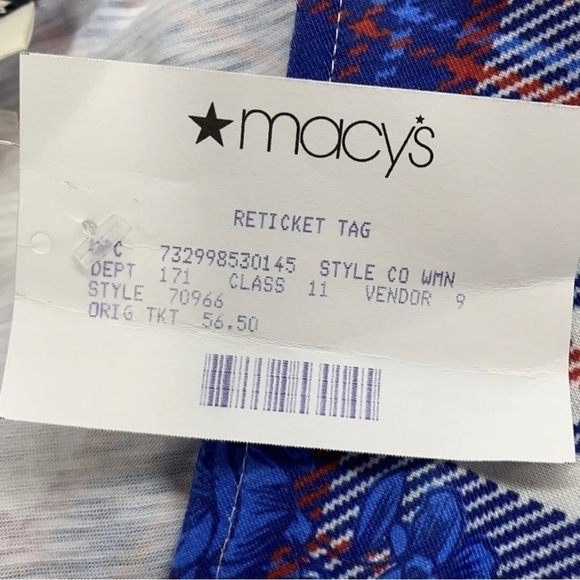 ★macy's
RETICKET TAG
UPC 732998530145 STYLE CO WMN
DEPT 171 CLASS 11 VENDOR 9
STYLE 70966
ORIG TKT 56.50